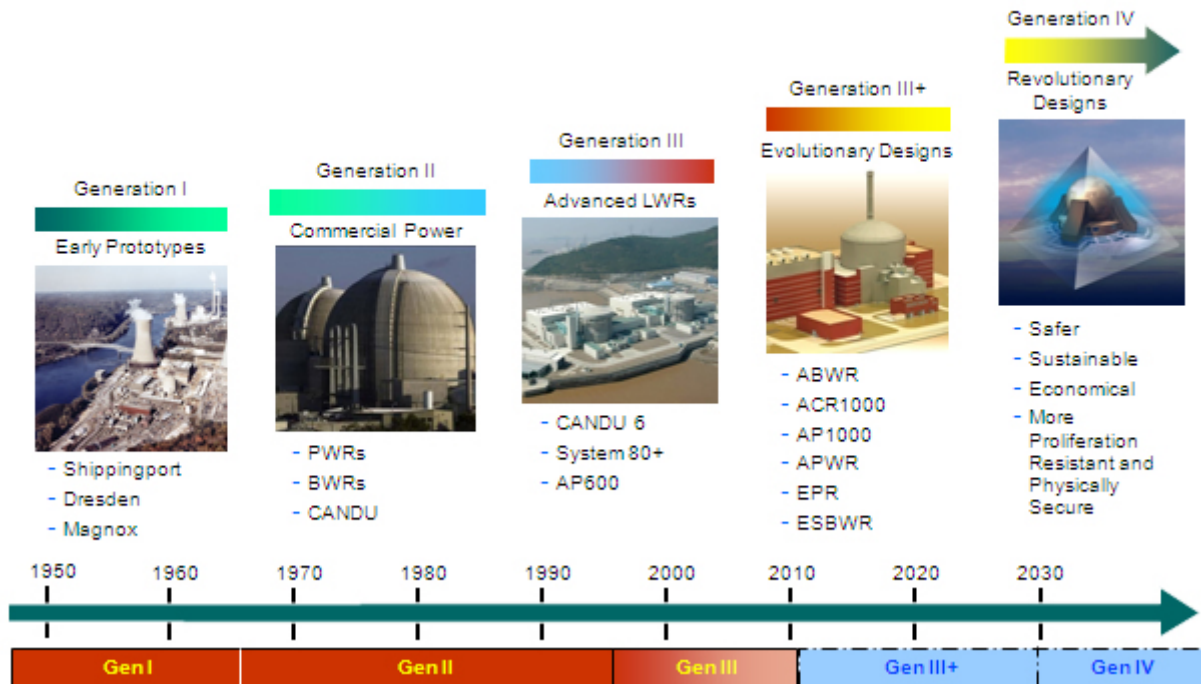 Generation I
Early Prototypes
- Shippingport
- Dresden
- Magnox
Generation II
Commercial Power
- PWRs
- BWRs
- CANDU
Generation III
Advanced LWRs
- CANDU 6
- System 80+
- AP600
Generation III+
Evolutionary Designs
- ABWR
- ACR1000
- AP1000
- APWR
- EPR
- ESBWR
Generation IV
Revolutionary
Designs
- Safer
- Sustainable
- Economical
- More
Proliferation
Resistant and
Physically
Secure
1950 1960 1970 1980 1990 2000 2010 2020 2030
Gen I Gen II Gen III Gen III+ Gen IV